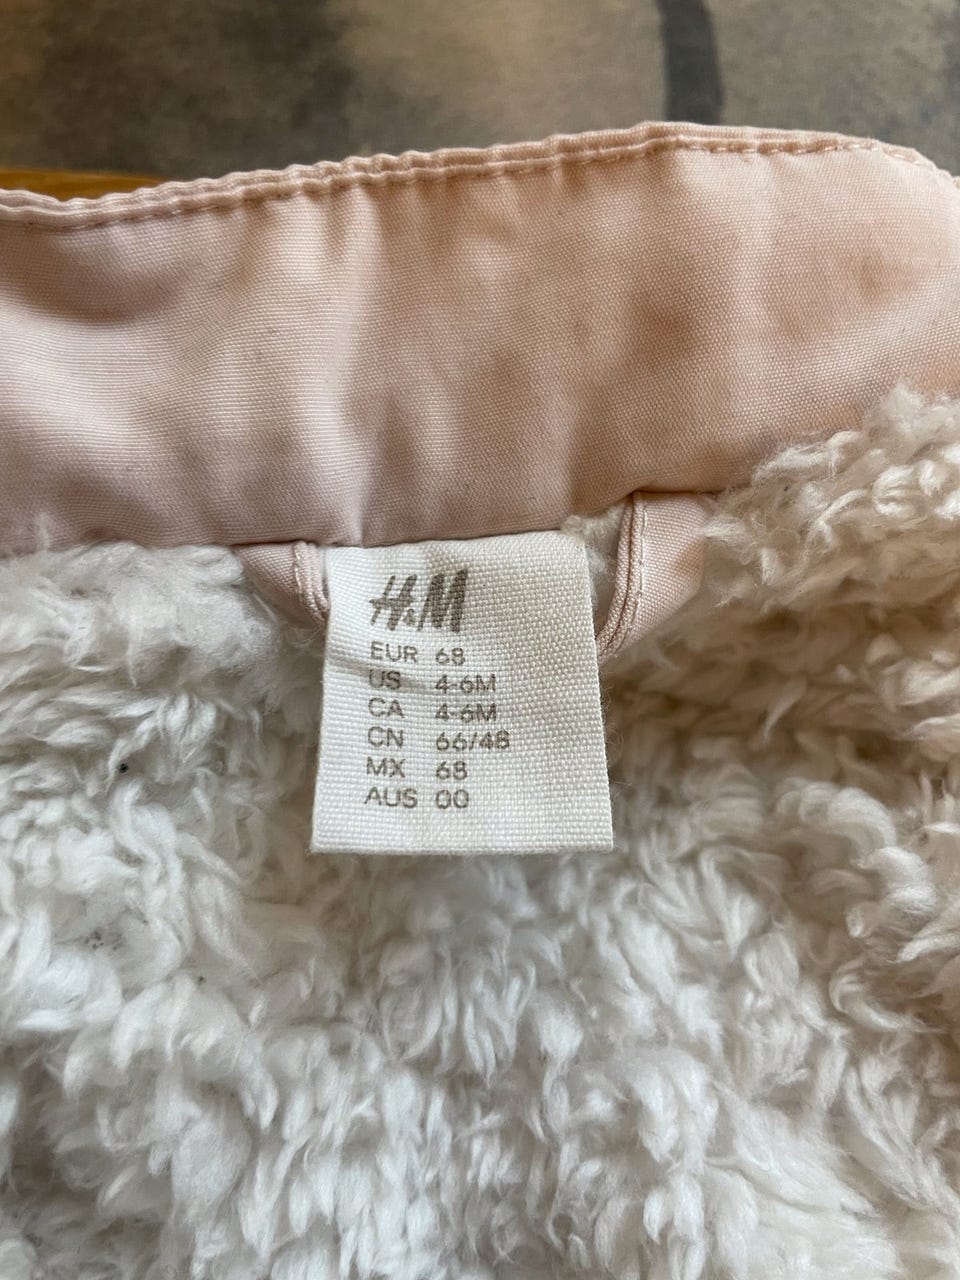 H&M
EUR 68
US 4-6M
CA 4-6M
CN 66/48
MX 68
AUS 00